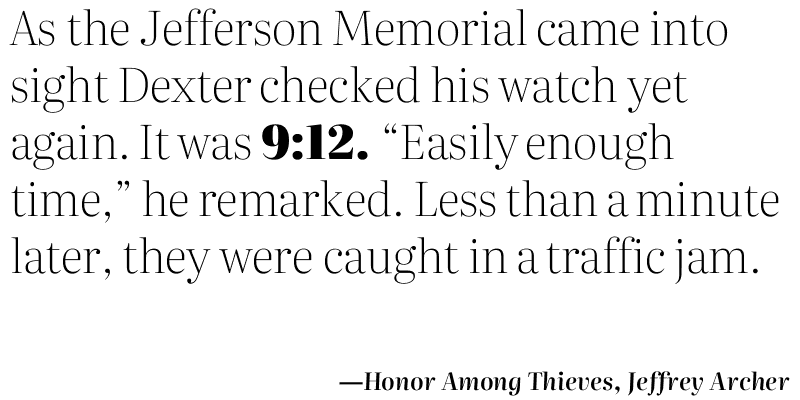 As the Jefferson Memorial came into
sight Dexter checked his watch yet
again. It was 9:12. “Easily enough
time,” he remarked. Less than a minute
later, they were caught in a traffic jam.
—Honor Among Thieves, Jeffrey Archer